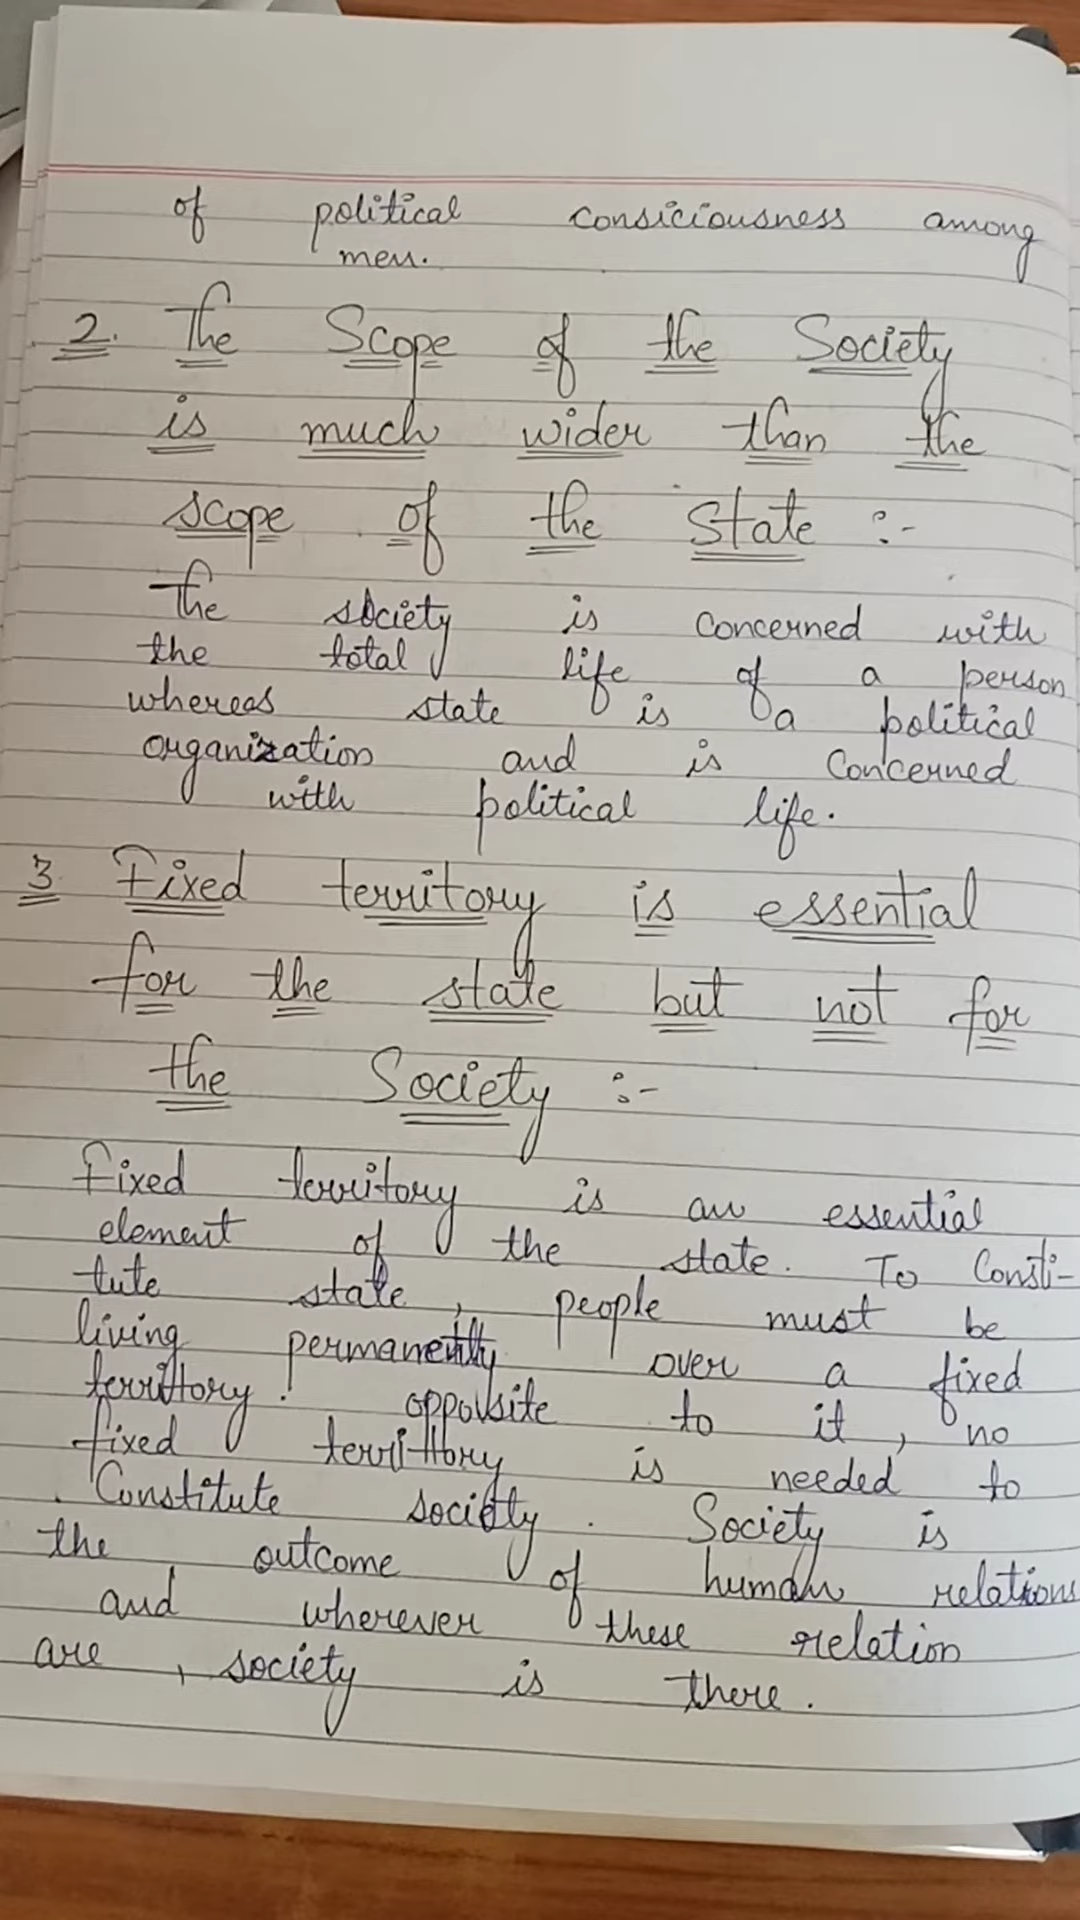 of political consiciousness among
men.
2. The Scope of the Society
is much wider than the
scope of the State :-
The society is concerned with
the total life of a person
whereas state is a political
organization and is concerned
with political life.
3 Fixed territory is essential
for the state but not for
the Society :-
Fixed territory is an essential
element of the state. To Consti-
tute state, people must be
living permanently over a fixed
territory. opposite to it, no
fixed territtory is needed to
Constitute society. Society is
the outcome of human relations
and wherever these relation
are, society is there.